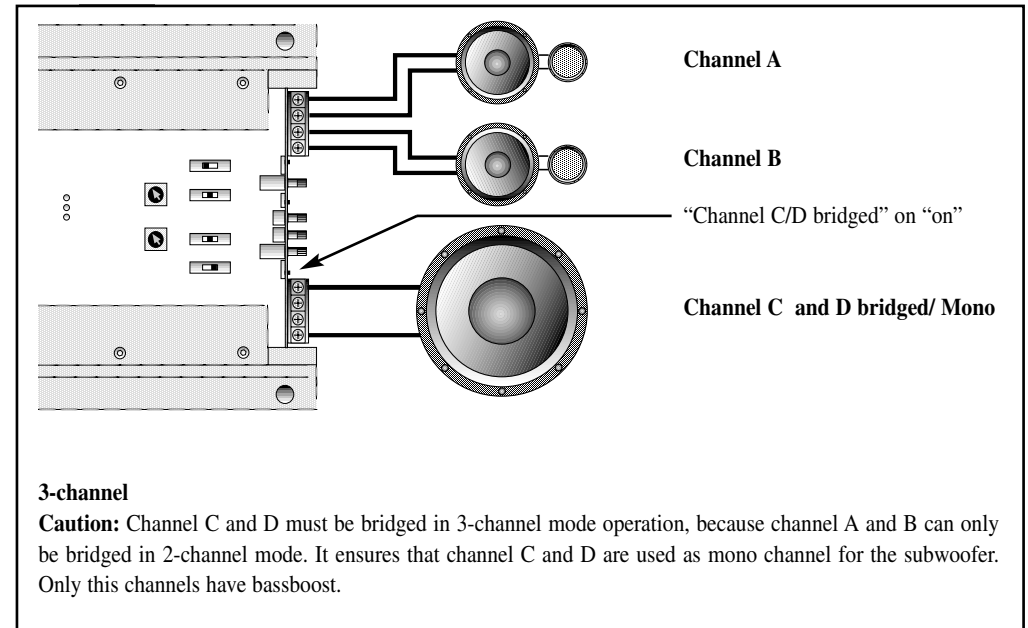 Channel A
Channel B
“Channel C/D bridged” on “on”
Channel C and D bridged/ Mono
3-channel
Caution: Channel C and D must be bridged in 3-channel mode operation, because channel A and B can only
be bridged in 2-channel mode. It ensures that channel C and D are used as mono channel for the subwoofer.
Only this channels have bassboost.